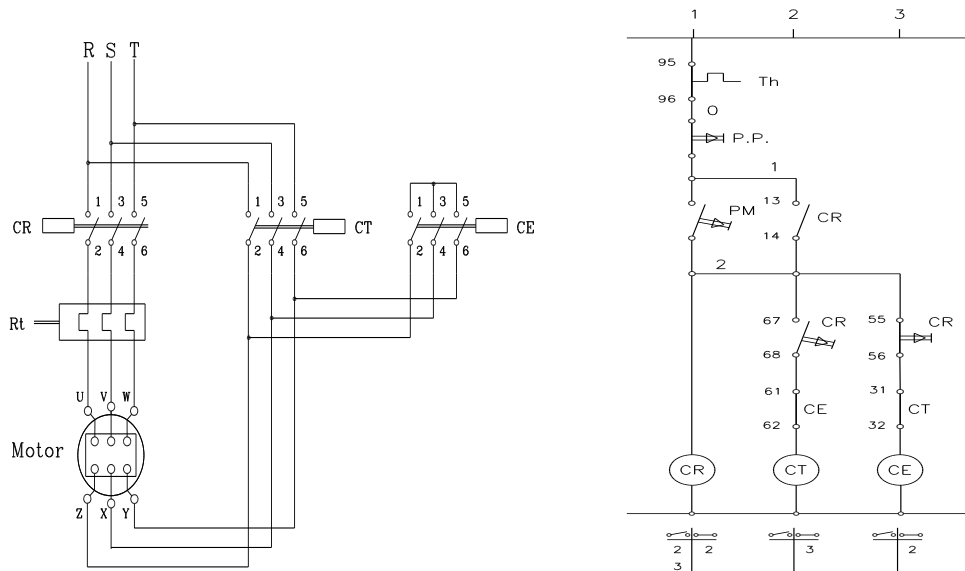 R S T
1 3 5
CR
2 4 6
1 3 5
CT
2 4 6
1 3 5
CE
2 4 6
Rt
U V W
Motor
Z X Y
1 2 3
95
Th
96
O
P.P.
1
PM
13
CR
14
2
67
CR
68
55
CR
56
61
CE
62
31
CT
32
CR CT CE
2 2
3
3
2